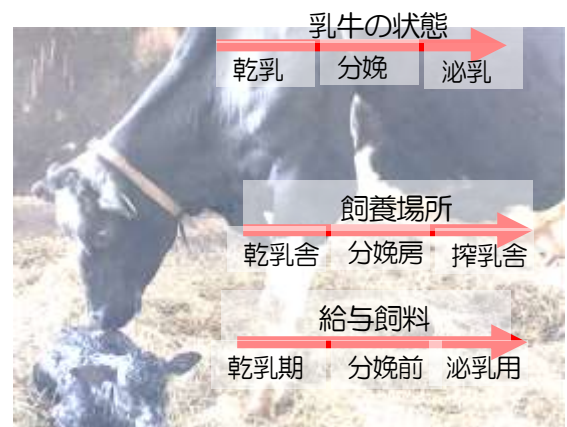 乳牛の状態
乾乳 分娩 泌乳
飼養場所
乾乳舎 分娩房 搾乳舎
給与飼料
乾乳期 分娩前 泌乳用